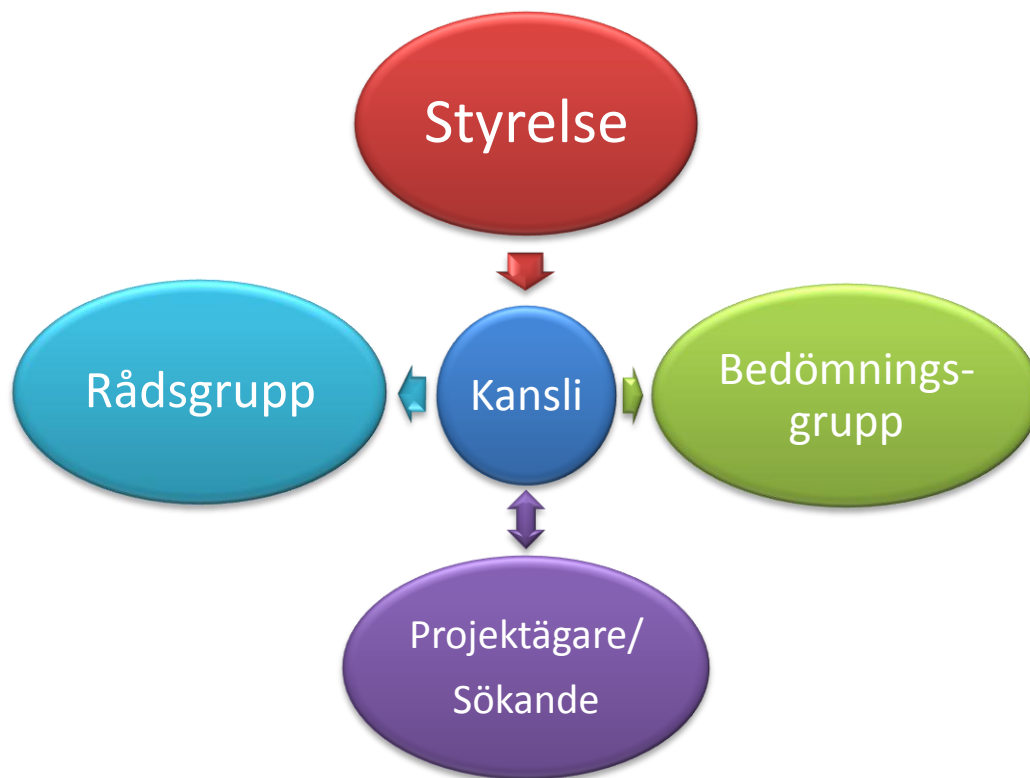 Styrelse
Rådsgrupp
Kansli
Bedömnings-
grupp
Projektägare/
Sökande